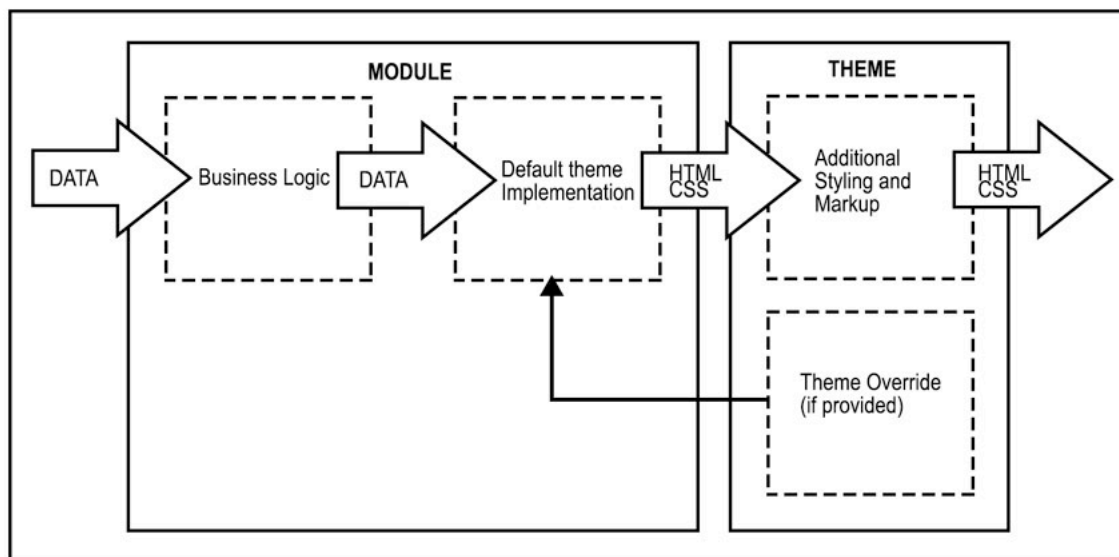 MODULE
THEME
DATA
Business Logic
DATA
Default theme
Implementation
HTML
CSS
Additional
Styling and
Markup
HTML
CSS
Theme Override
(if provided)